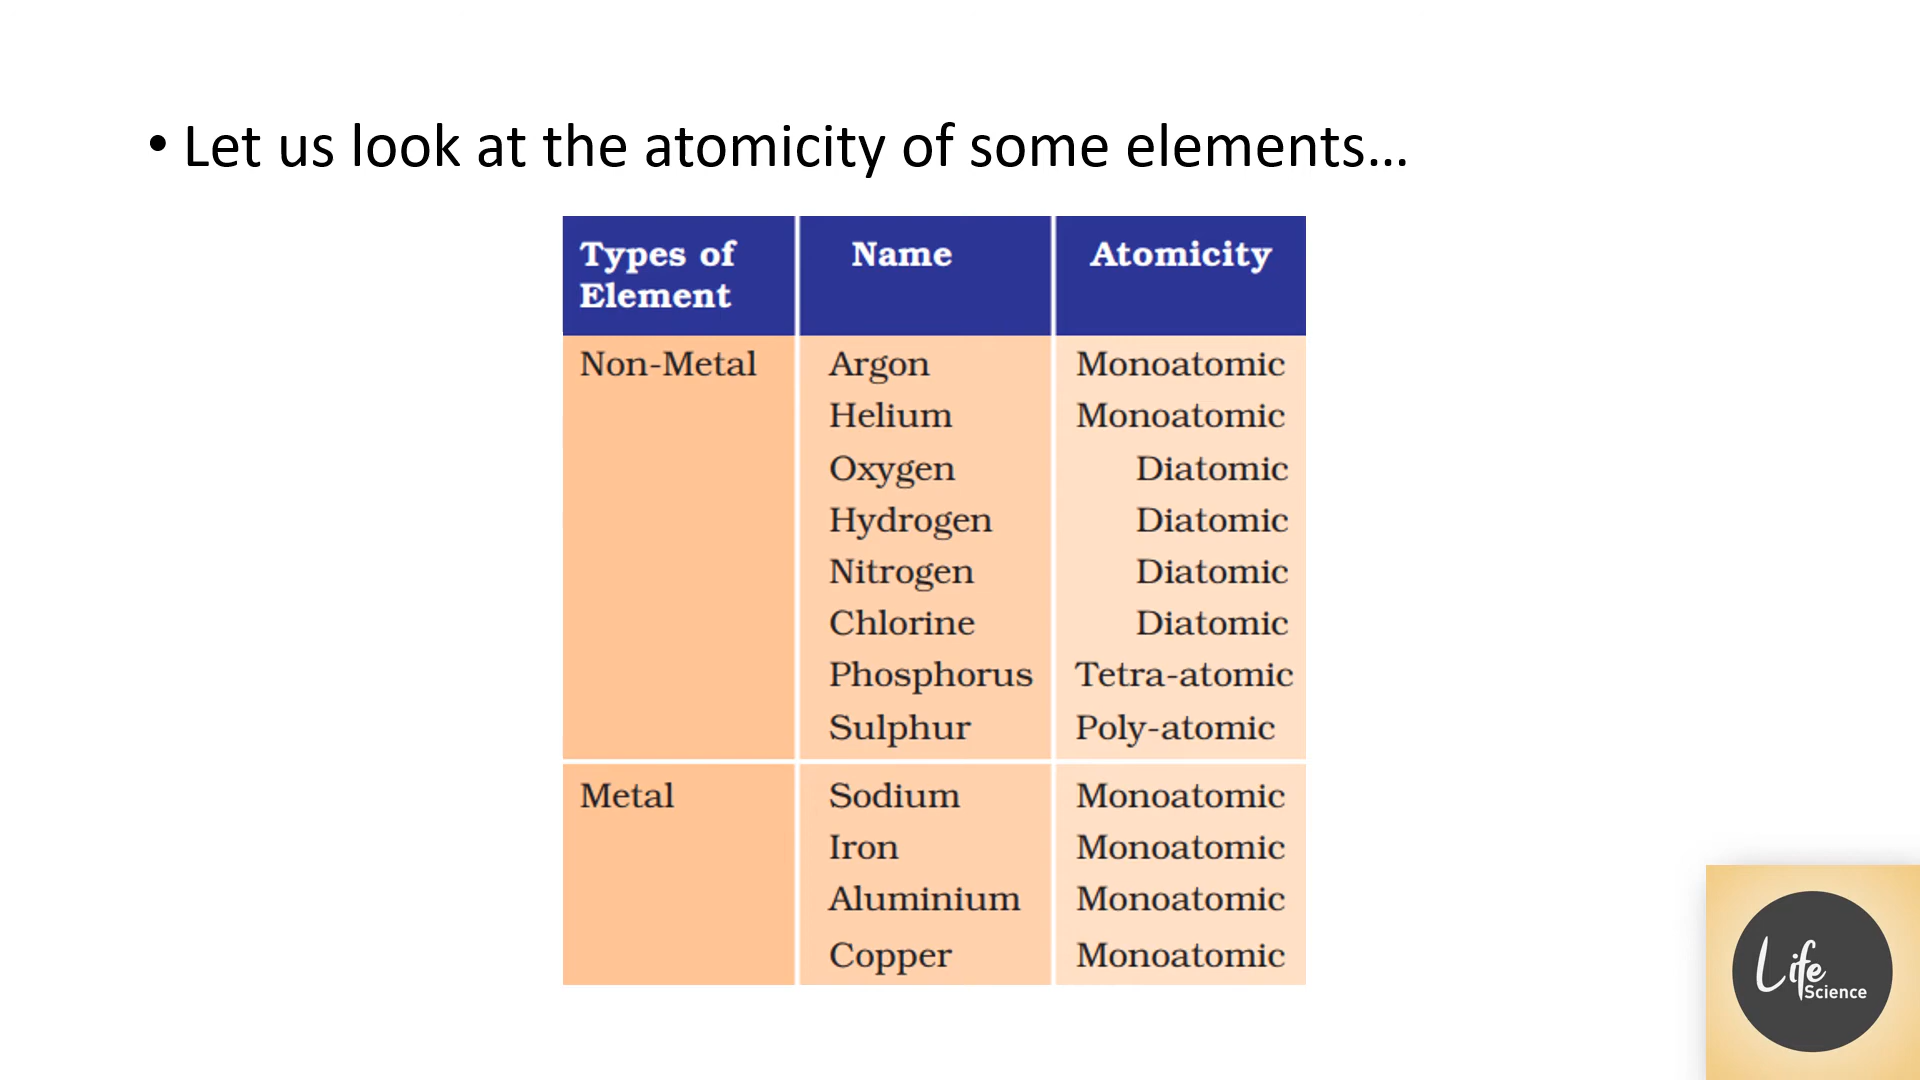 • Let us look at the atomicity of some elements…
Types of Element Name Atomicity
Non-Metal Argon Monoatomic
Helium Monoatomic
Oxygen Diatomic
Hydrogen Diatomic
Nitrogen Diatomic
Chlorine Diatomic
Phosphorus Tetra-atomic
Sulphur Poly-atomic
Metal Sodium Monoatomic
Iron Monoatomic
Aluminium Monoatomic
Copper Monoatomic
Life
Science